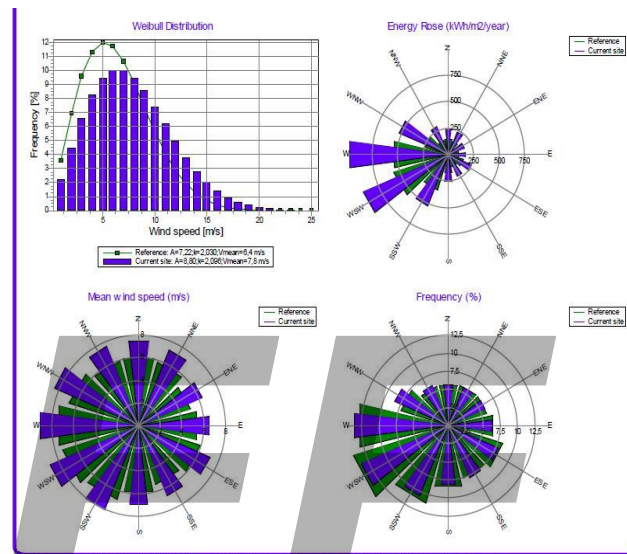 Weibull Distribution
12
11
10
9
8
7
6
5
4
3
2
1
0
Frequency [%]
5
10
15
20
25
Wind speed [m/s]
Reference: A=7,22;k=2,030;Vmean=6,4 m/s
Current site: A=8,80;k=2,096;Vmean=7,8 m/s
Energy Rose (kWh/m2/year)
Reference
Current site
N
NNE
ENE
E
ESE
SSE
S
SSW
WSW
W
WNW
NNW
750
500
250
250
500
750
Mean wind speed (m/s)
Reference
Current site
N
NNE
ENE
E
ESE
SSE
S
SSW
WSW
W
WNW
NNW
8
8
Frequency (%)
Reference
Current site
N
NNE
ENE
E
ESE
SSE
S
SSW
WSW
W
WNW
NNW
12,5
10
7,5
7,5
10
12,5